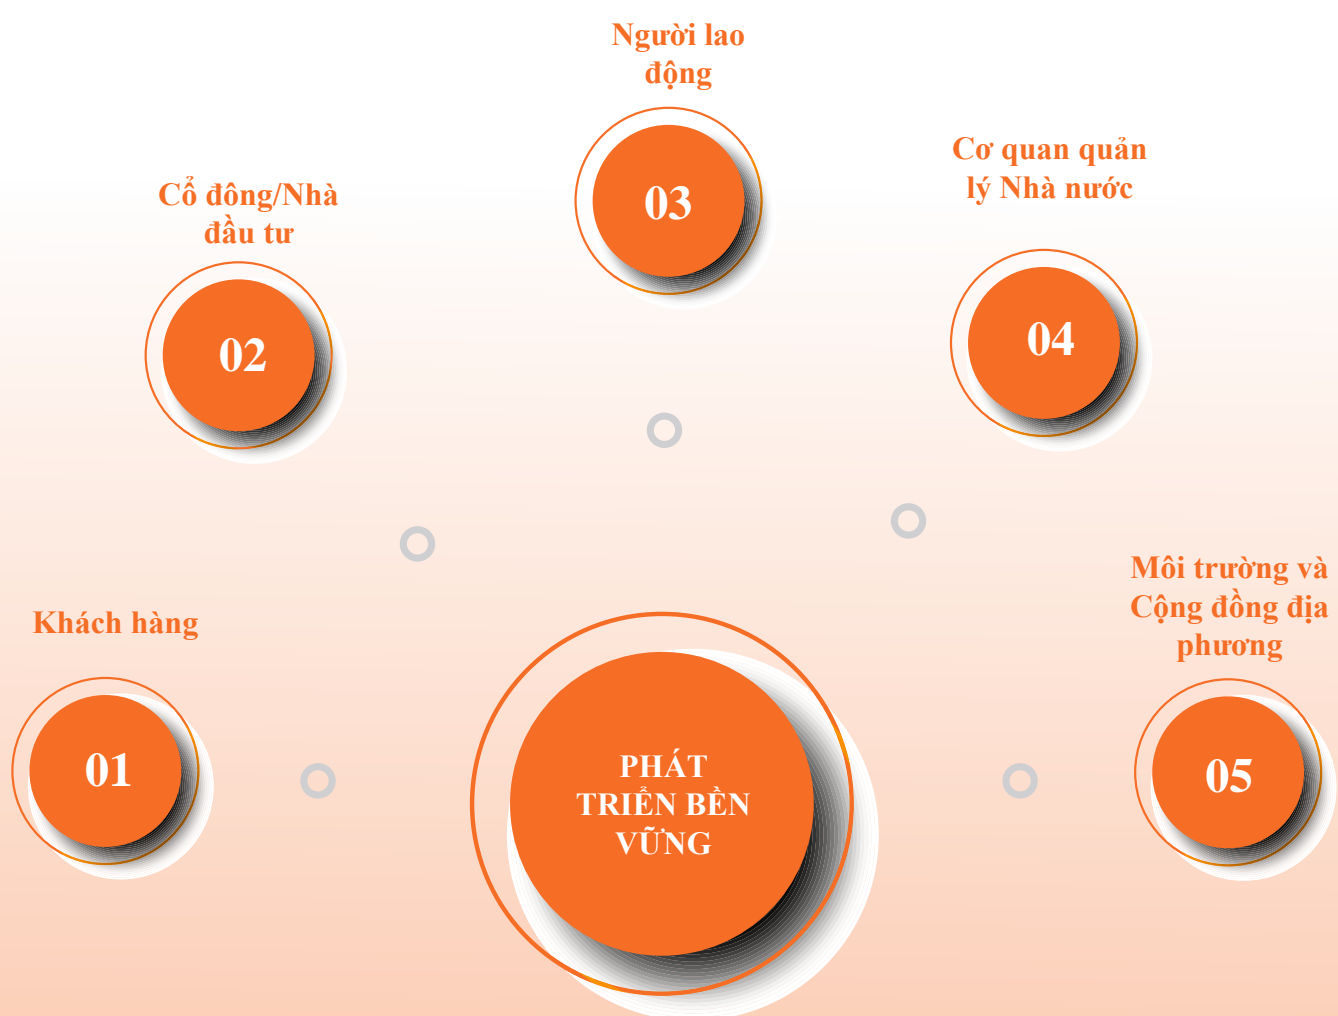 Người lao
động
03
Cơ quan quản
lý Nhà nước
04
Cổ đông/Nhà
đầu tư
02
Môi trường và
Cộng đồng địa
phương
05
Khách hàng
01
PHÁT
TRIỂN BỀN
VỮNG